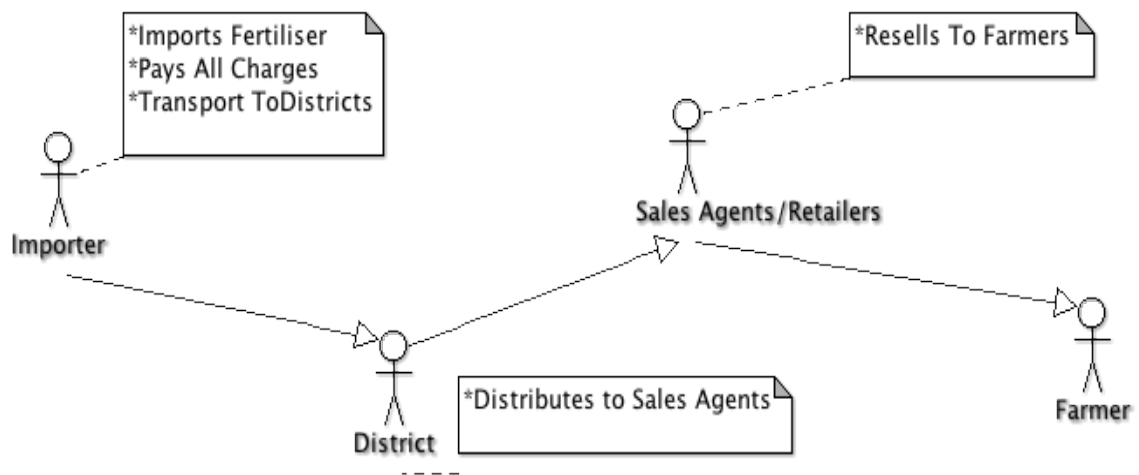 *Imports Fertiliser
*Pays All Charges
*Transport ToDistricts
*Resells To Farmers
Sales Agents/Retailers
Importer
*Distributes to Sales Agents
Farmer
District